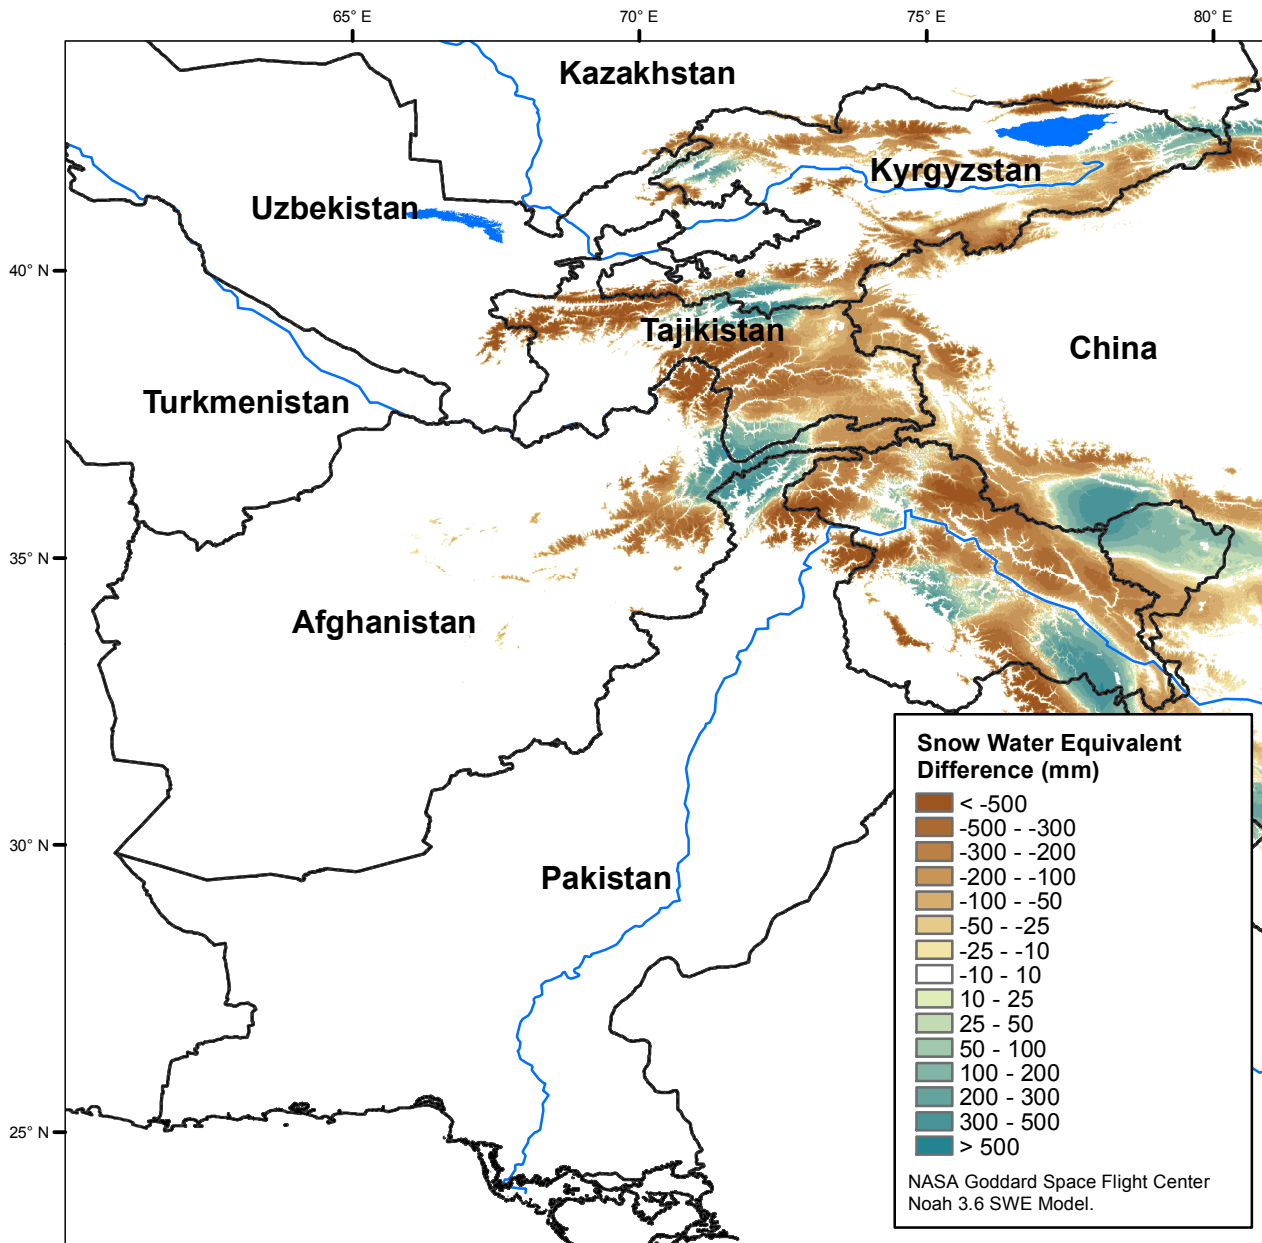 65° E
70° E
75° E
80° E
Kazakhstan
Kyrgyzstan
Uzbekistan
40° N
Tajikistan
China
Turkmenistan
35° N
Afghanistan
30° N
Pakistan
25° N
Snow Water Equivalent
Difference (mm)
< -500
-500 - -300
-300 - -200
-200 - -100
-100 - -50
-50 - -25
-25 - -10
-10 - 10
10 - 25
25 - 50
50 - 100
100 - 200
200 - 300
300 - 500
> 500
NASA Goddard Space Flight Center
Noah 3.6 SWE Model.